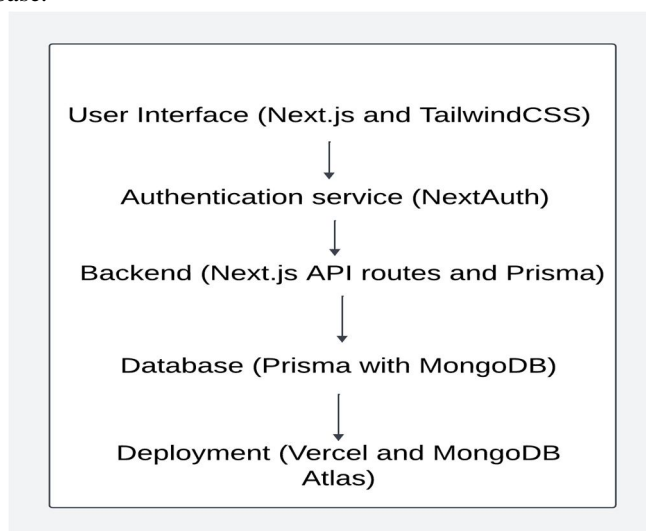 User Interface (Next.js and TailwindCSS)
Authentication service (NextAuth)
Backend (Next.js API routes and Prisma)
Database (Prisma with MongoDB)
Deployment (Vercel and MongoDB
Atlas)